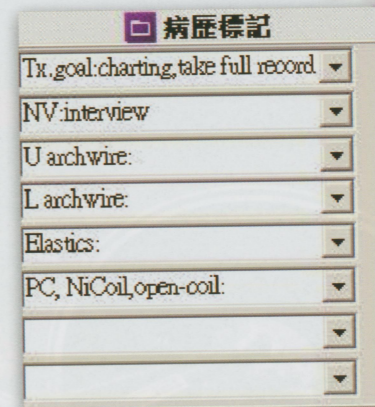 病歷標記
Tx.goal:charting,take full record
NV:interview
U archwire:
L archwire:
Elastics:
PC, NiCoil,open-coil: